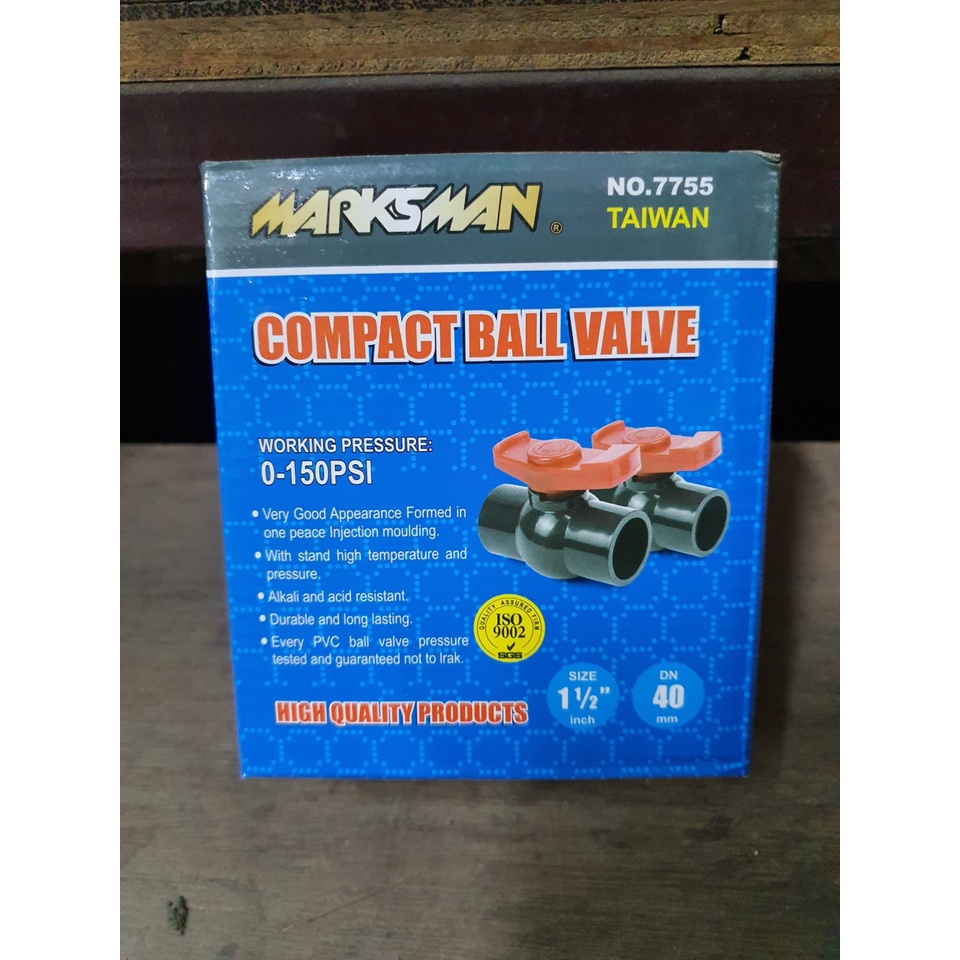 MARKSMAN ®
NO.7755
TAIWAN
COMPACT BALL VALVE
WORKING PRESSURE:
0-150PSI
• Very Good Appearance Formed in
one peace Injection moulding.
• With stand high temperature and
pressure.
• Alkali and acid resistant.
• Durable and long lasting.
• Every PVC ball valve pressure
tested and guaranteed not to lrak.
QUALITY ASSURED FIRM
ISO
9002
SGS
SIZE
1 1/2"
inch
DN
40
mm
HIGH QUALITY PRODUCTS